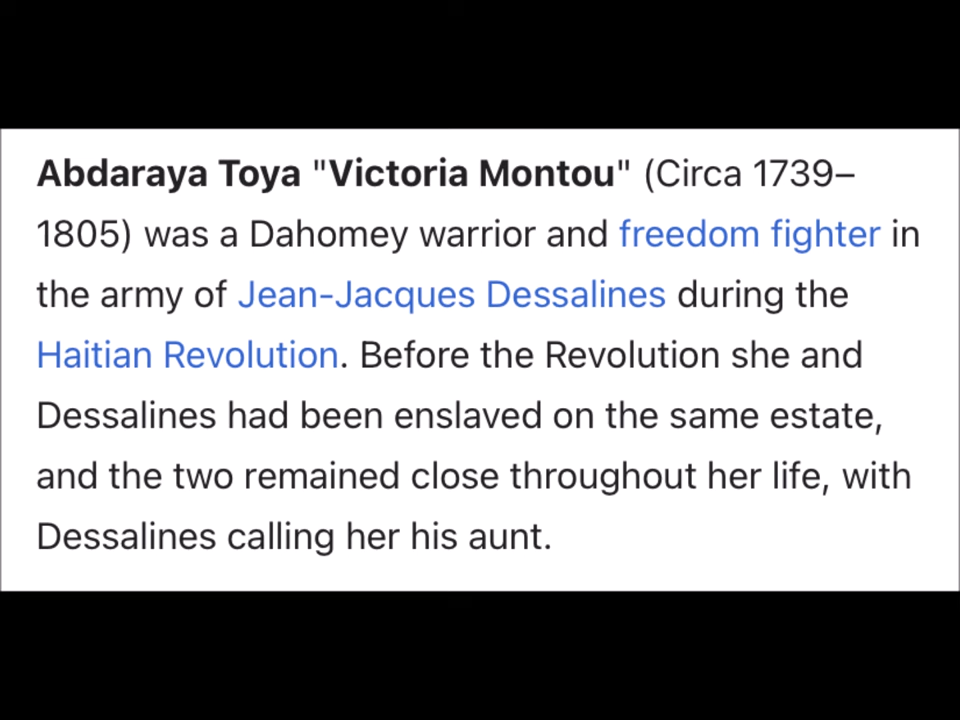 Abdaraya Toya "Victoria Montou" (Circa 1739–
1805) was a Dahomey warrior and freedom fighter in
the army of Jean-Jacques Dessalines during the
Haitian Revolution. Before the Revolution she and
Dessalines had been enslaved on the same estate,
and the two remained close throughout her life, with
Dessalines calling her his aunt.